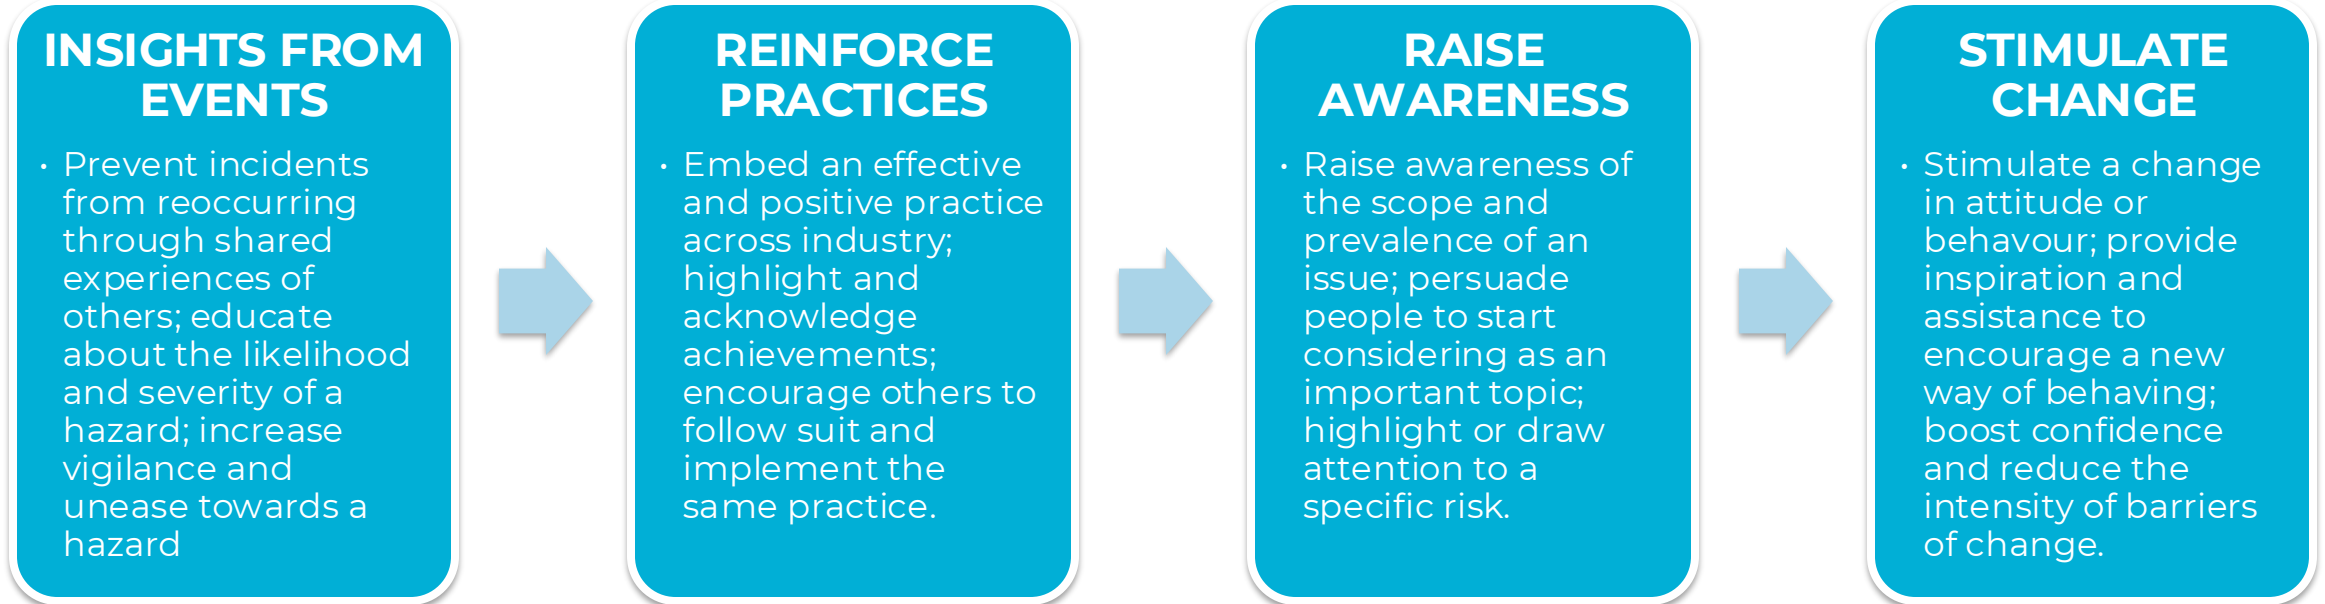 INSIGHTS FROM
EVENTS
· Prevent incidents
from reoccurring
through shared
experiences of
others; educate
about the likelihood
and severity of a
hazard; increase
vigilance and
unease towards a
hazard
REINFORCE
PRACTICES
· Embed an effective
and positive practice
across industry;
highlight and
acknowledge
achievements;
encourage others to
follow suit and
implement the
same practice.
RAISE
AWARENESS
· Raise awareness of
the scope and
prevalence of an
issue; persuade
people to start
considering as an
important topic;
highlight or draw
attention to a
specific risk.
STIMULATE
CHANGE
· Stimulate a change
in attitude or
behavour; provide
inspiration and
assistance to
encourage a new
way of behaving;
boost confidence
and reduce the
intensity of barriers
of change.